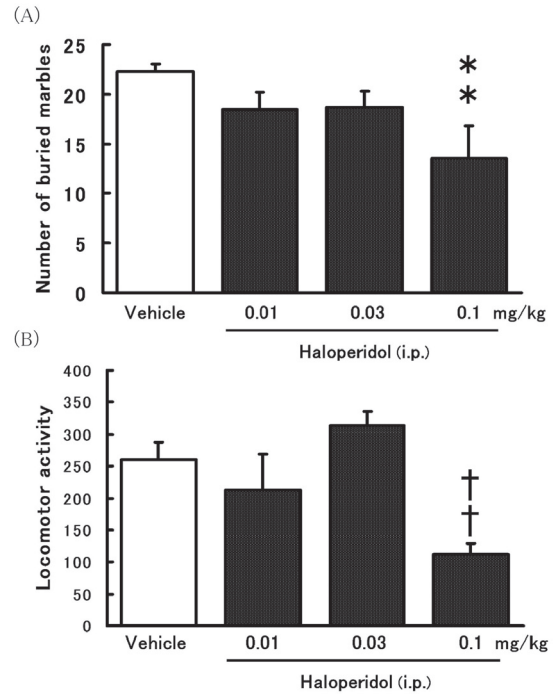 (A)
Number of buried marbles
25
20
15
10
5
0
*
*
Vehicle 0.01 0.03 0.1 mg/kg
Haloperidol (i.p.)
(B)
Locomotor activity
400
350
300
250
200
150
100
50
0
†
†
Vehicle 0.01 0.03 0.1 mg/kg
Haloperidol (i.p.)